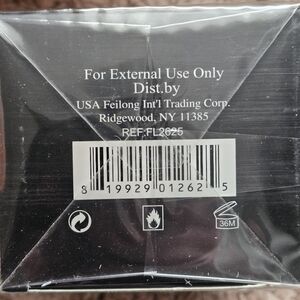 For External Use Only
Dist.by
USA Feilong Int'l Trading Corp.
Ridgewood, NY 11385
REF:FL2625
8 19929 01262 5
36M